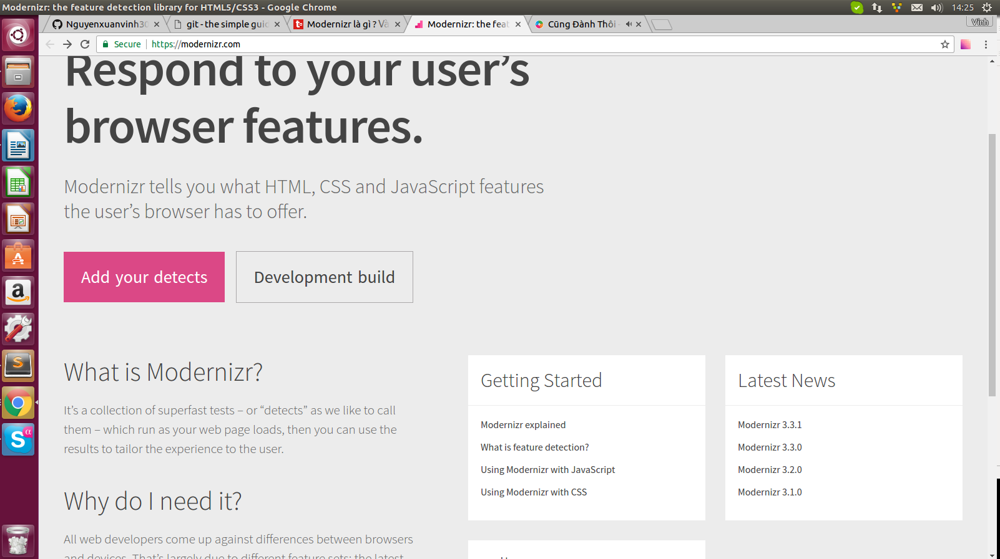 Modernizr: the feature detection library for HTML5/CSS3 - Google Chrome
14:25
Nguyenxuanvinh30
git - the simple guid
Modernizr là gì ? Và
Modernizr: the feat
Cũng Đành Thôi -
Vinh
Secure
https://modernizr.com
Respond to your user’s
browser features.
Modernizr tells you what HTML, CSS and JavaScript features
the user’s browser has to offer.
Add your detects
Development build
What is Modernizr?
It’s a collection of superfast tests – or “detects” as we like to call
them – which run as your web page loads, then you can use the
results to tailor the experience to the user.
Why do I need it?
All web developers come up against differences between browsers
and devices. That’s largely due to different feature sets: the latest
Getting Started
Modernizr explained
What is feature detection?
Using Modernizr with JavaScript
Using Modernizr with CSS
Latest News
Modernizr 3.3.1
Modernizr 3.3.0
Modernizr 3.2.0
Modernizr 3.1.0